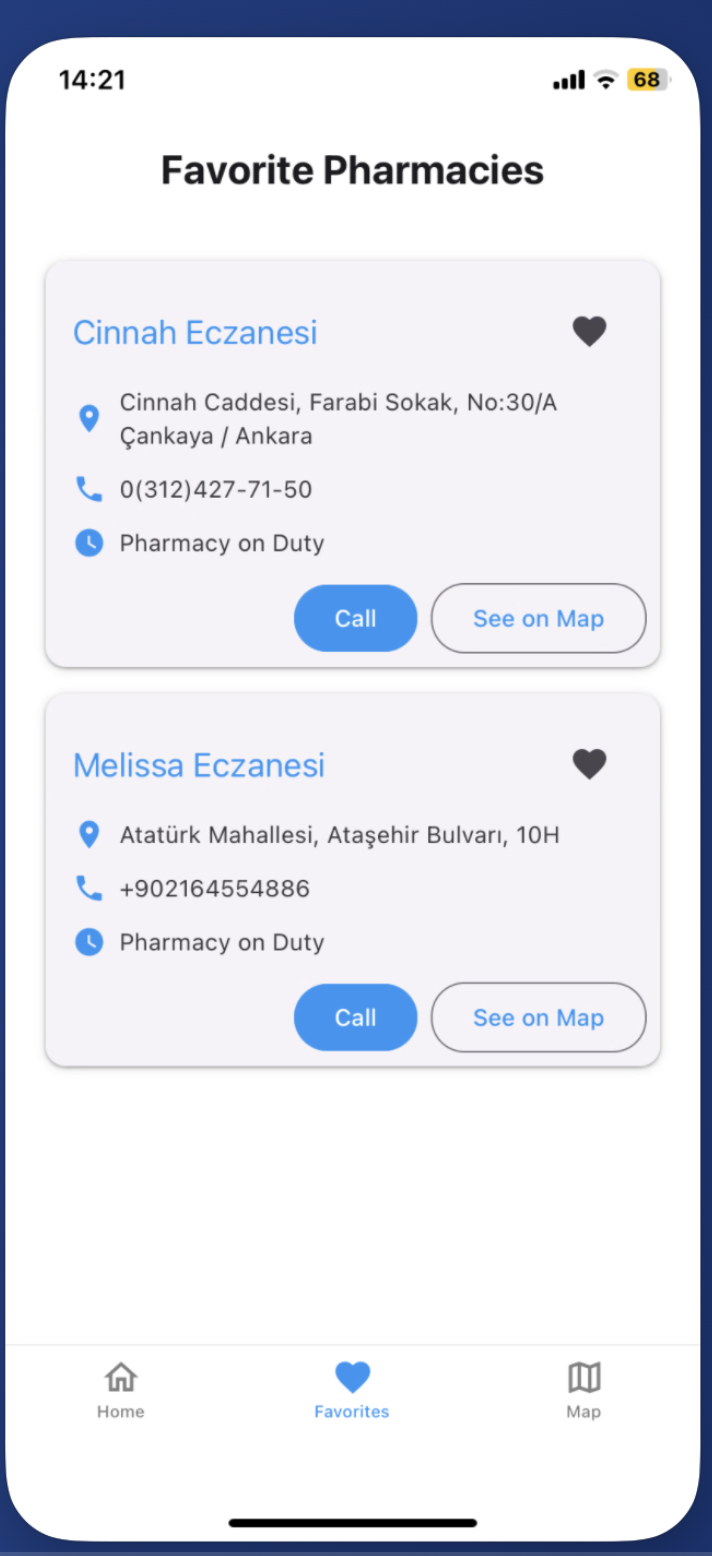 14:21
68
Favorite Pharmacies
Cinnah Eczanesi
Cinnah Caddesi, Farabi Sokak, No:30/A
Çankaya / Ankara
0(312)427-71-50
Pharmacy on Duty
Call
See on Map
Melissa Eczanesi
Atatürk Mahallesi, Ataşehir Bulvarı, 10H
+902164554886
Pharmacy on Duty
Call
See on Map
Home
Favorites
Map